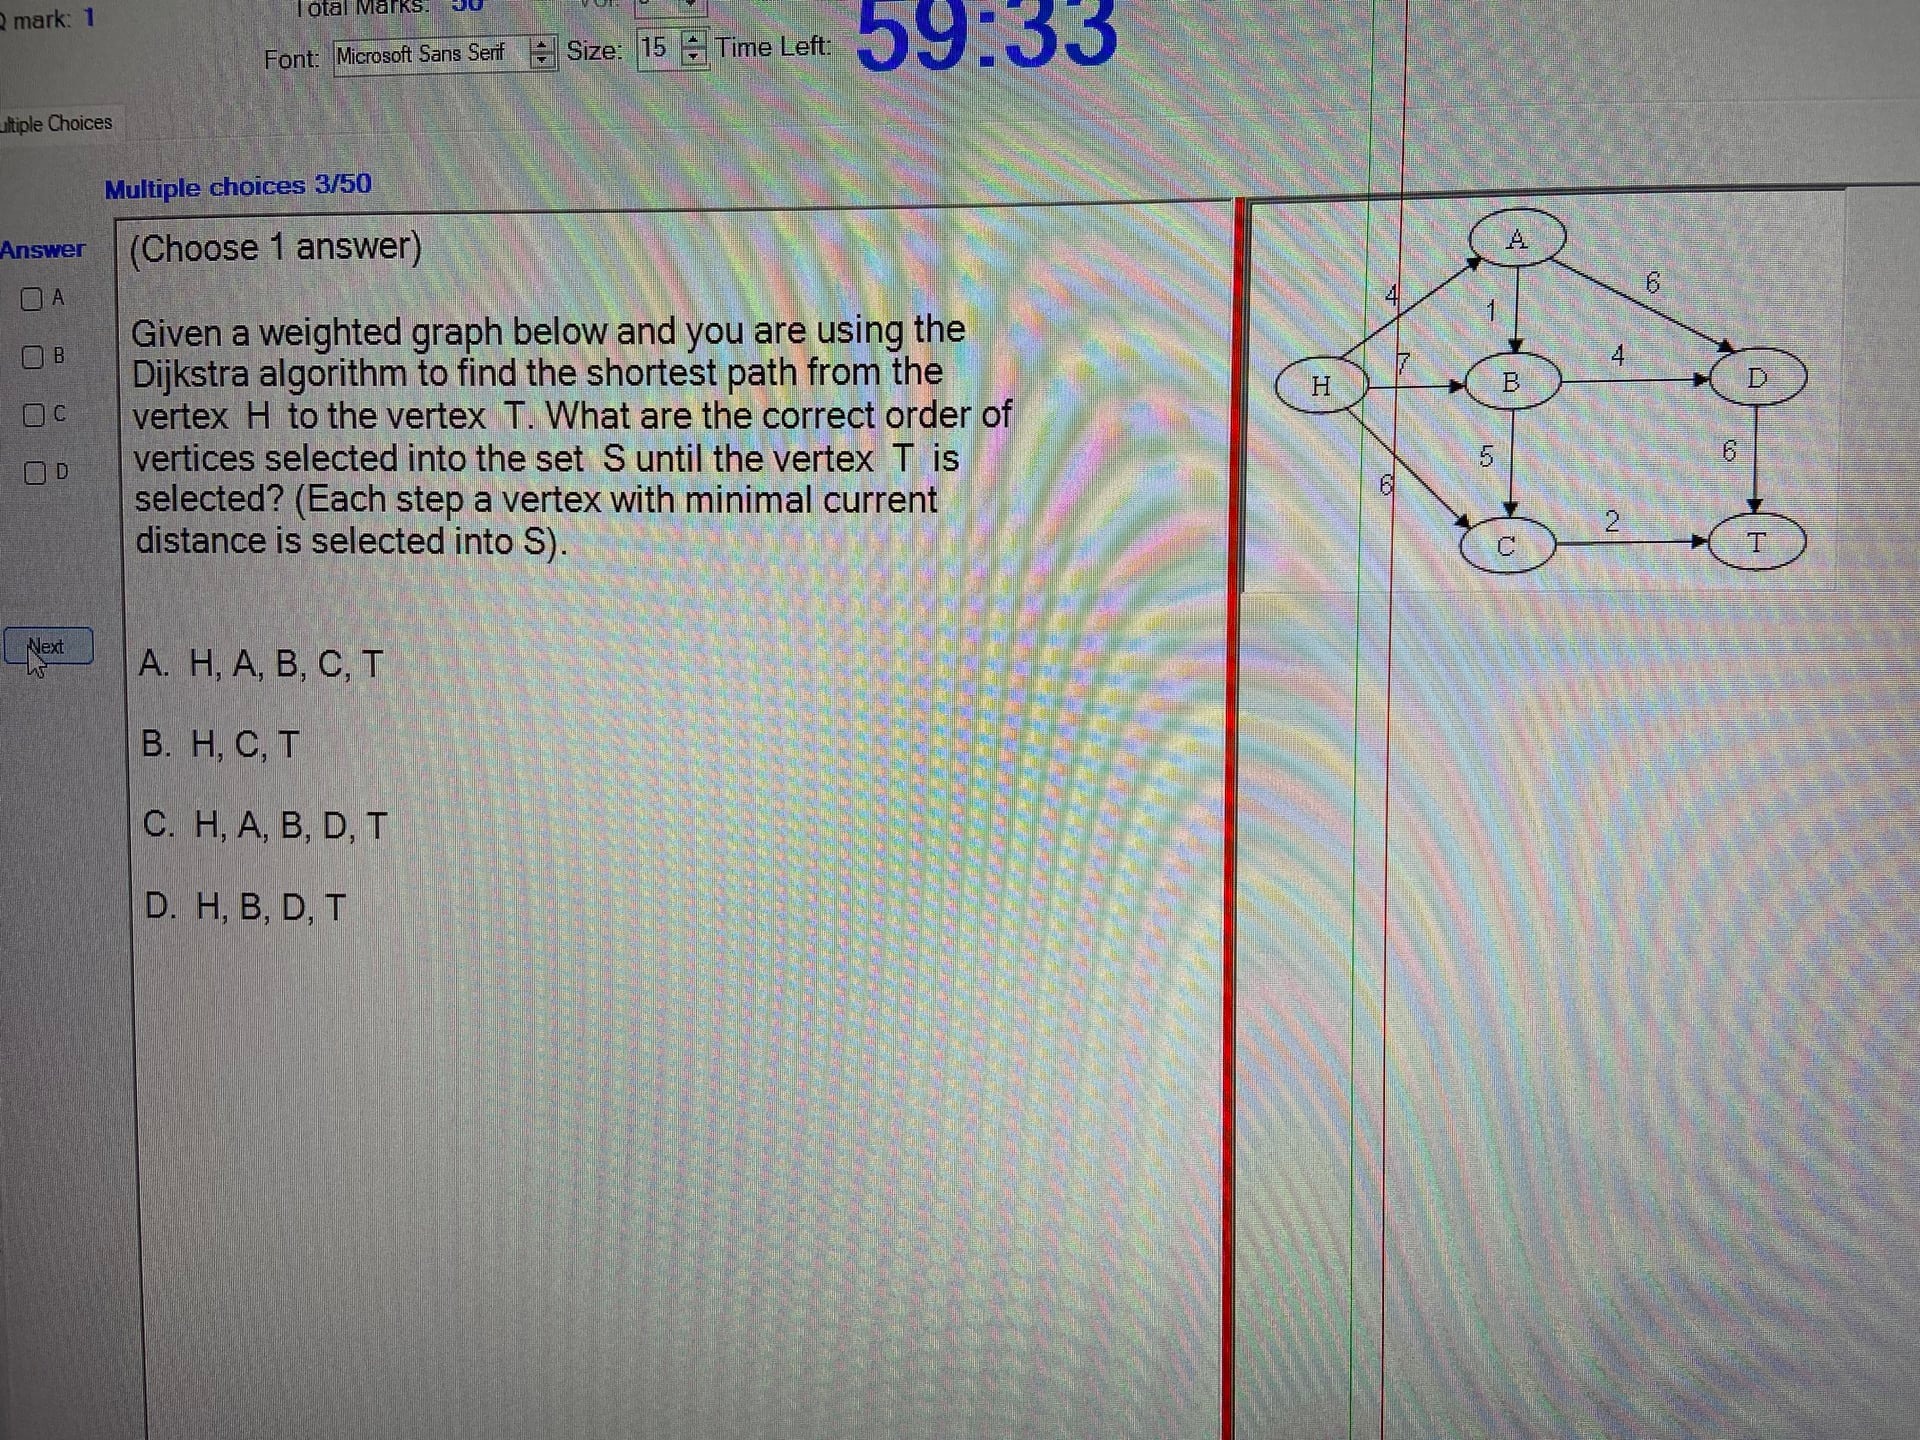 Q mark: 1
Total Marks: 50
Font: Microsoft Sans Serif Size: 15 Time Left: 59:33
ultiple Choices
Multiple choices 3/50
Answer
A
B
C
D
Next
(Choose 1 answer)
Given a weighted graph below and you are using the
Dijkstra algorithm to find the shortest path from the
vertex H to the vertex T. What are the correct order of
vertices selected into the set S until the vertex T is
selected? (Each step a vertex with minimal current
distance is selected into S).
A. H, A, B, C, T
B. H, C, T
C. H, A, B, D, T
D. H, B, D, T
A
4
1
6
H
7
B
4
D
6
5
6
C
2
T